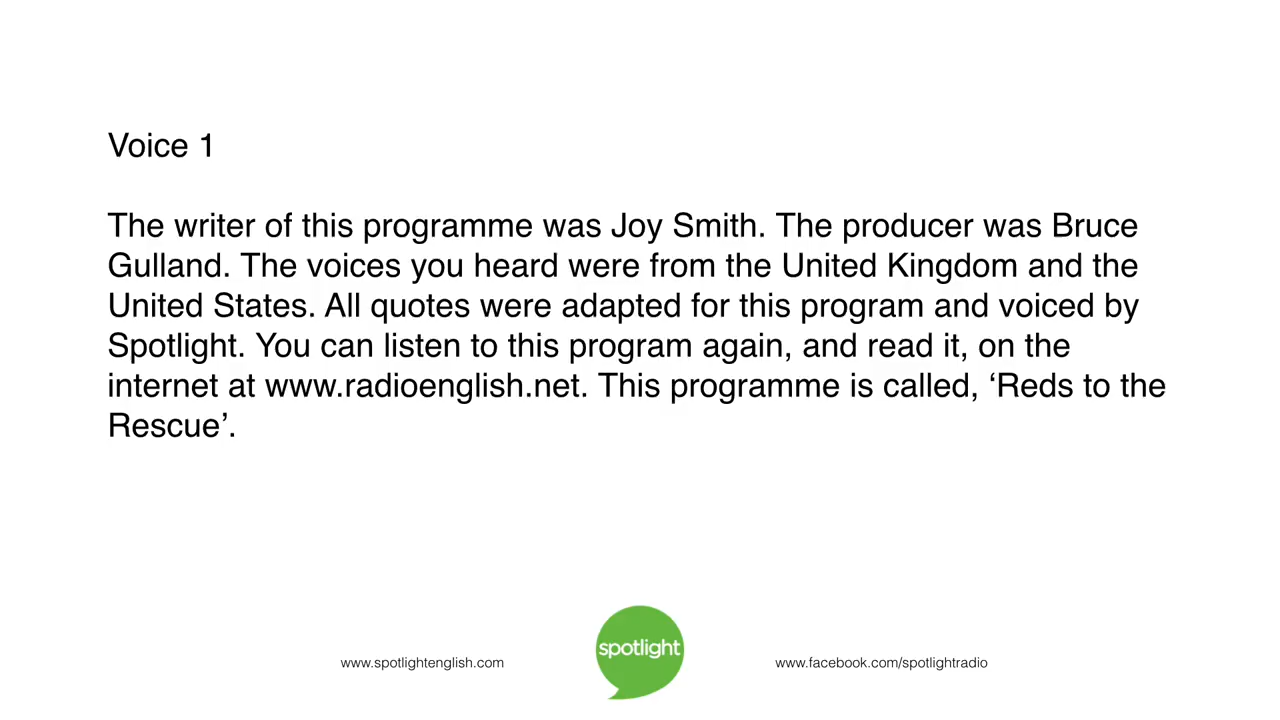 Voice 1
The writer of this programme was Joy Smith. The producer was Bruce
Gulland. The voices you heard were from the United Kingdom and the
United States. All quotes were adapted for this program and voiced by
Spotlight. You can listen to this program again, and read it, on the
internet at www.radioenglish.net. This programme is called, ‘Reds to the
Rescue’.
www.spotlightenglish.com
spotlight
www.facebook.com/spotlightradio